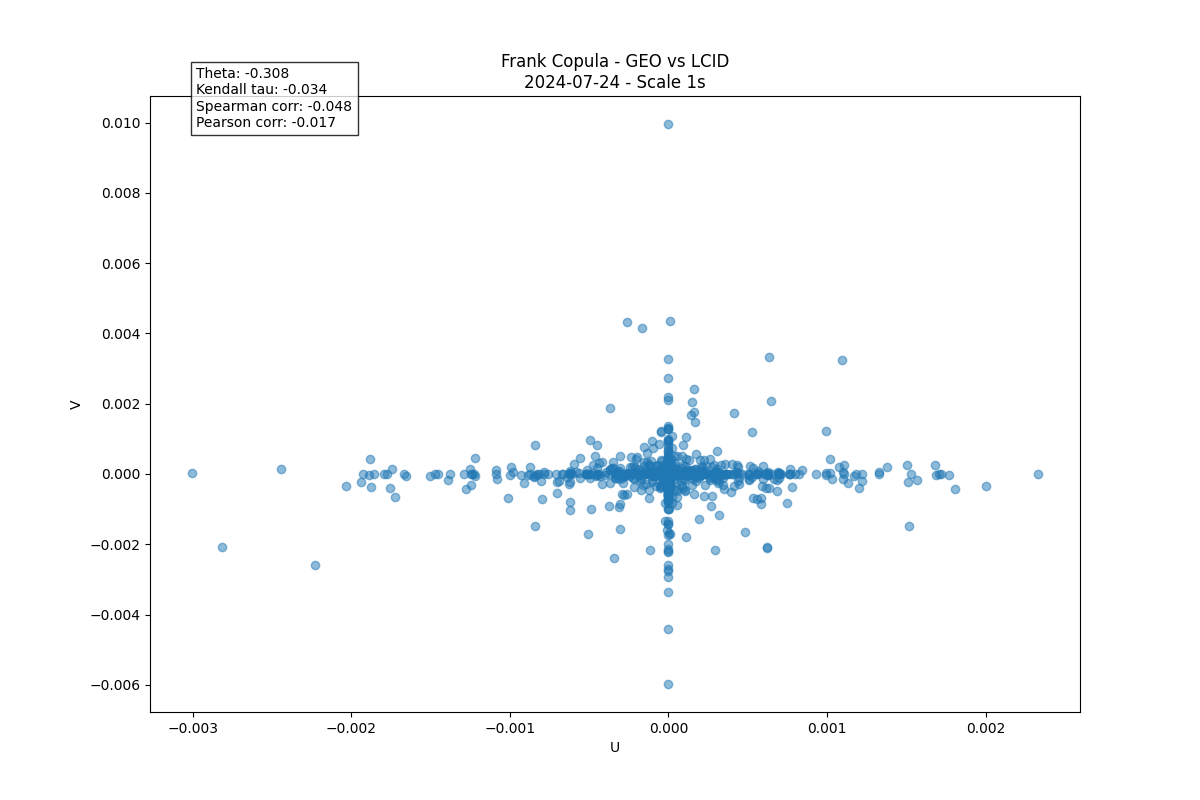 Frank Copula - GEO vs LCID
2024-07-24 - Scale 1s
Theta: -0.308
Kendall tau: -0.034
Spearman corr: -0.048
Pearson corr: -0.017
0.010
0.008
0.006
0.004
0.002
0.000
−0.002
−0.004
−0.006
V
−0.003
−0.002
−0.001
0.000
0.001
0.002
U